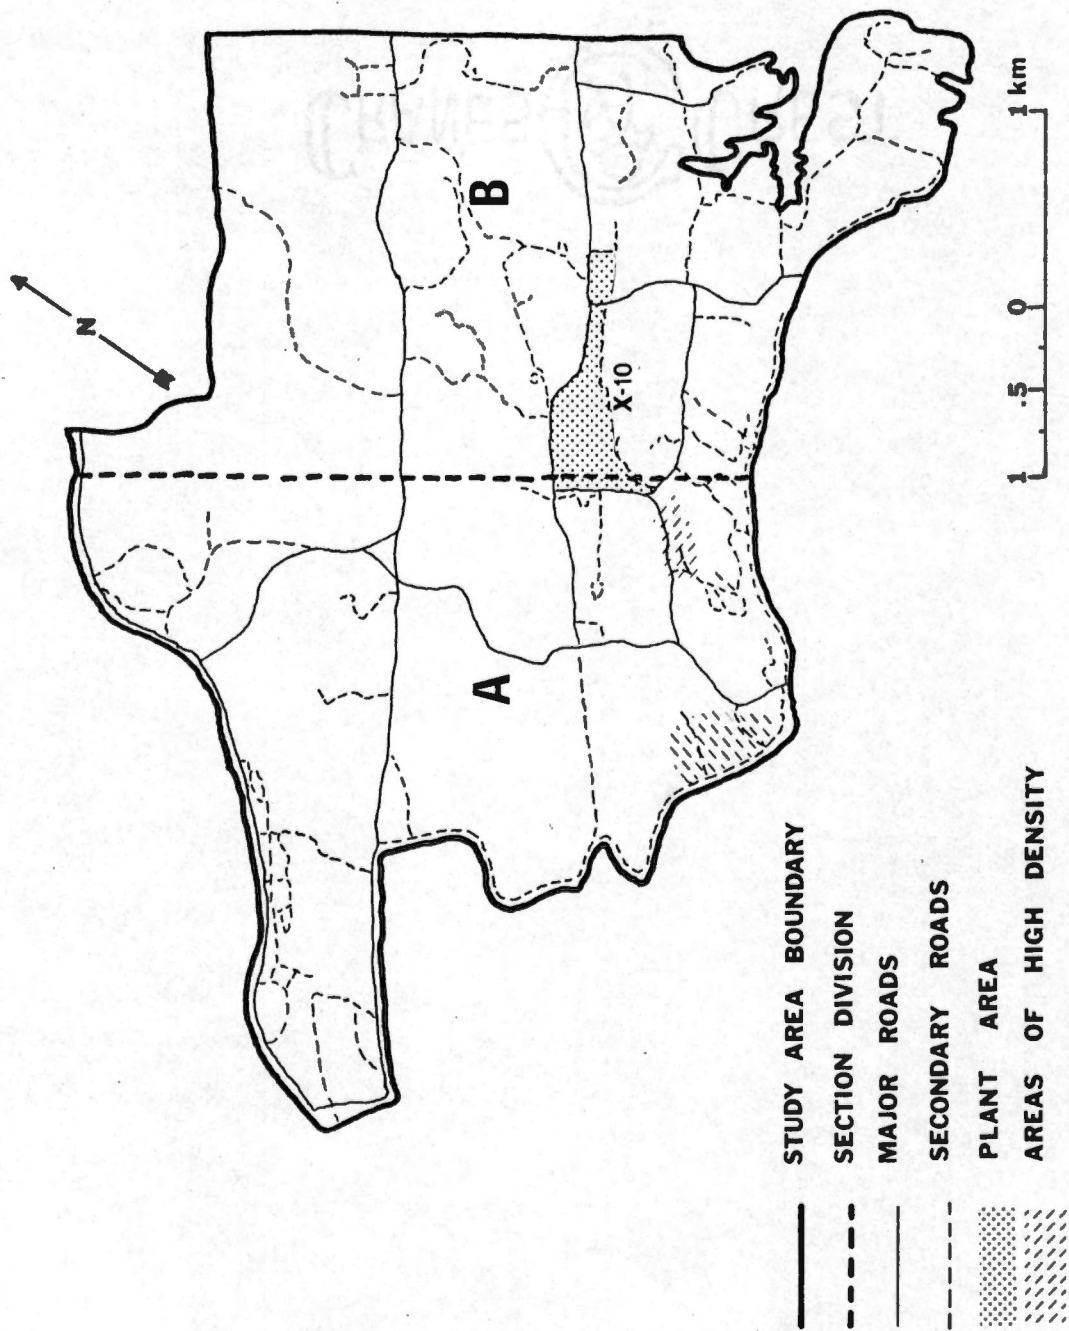 N
B
X-10
A
1 .5 0 1 km
STUDY AREA BOUNDARY
SECTION DIVISION
MAJOR ROADS
SECONDARY ROADS
PLANT AREA
AREAS OF HIGH DENSITY